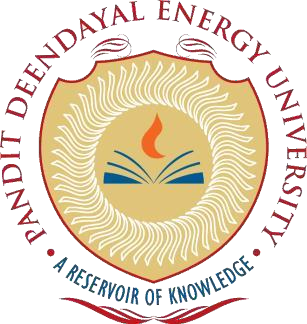 PANDIT DEENDAYAL ENERGY UNIVERSITY
• A RESERVOIR OF KNOWLEDGE •